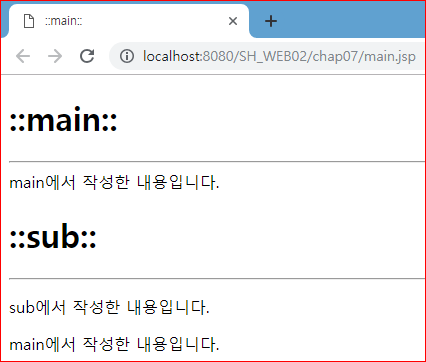 ::main::
localhost:8080/SH_WEB02/chap07/main.jsp
::main::
main에서 작성한 내용입니다.
::sub::
sub에서 작성한 내용입니다.
main에서 작성한 내용입니다.